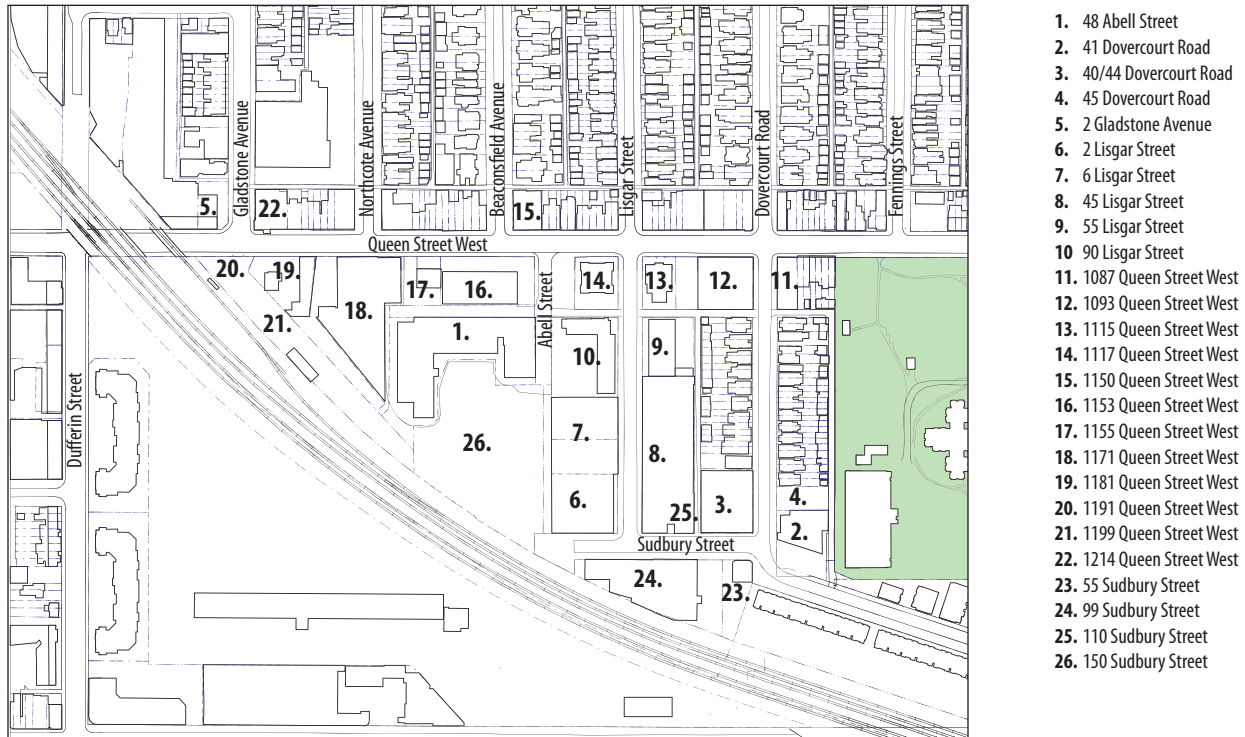 Gladstone Avenue
Northcote Avenue
Beaconsfield Avenue
Lisgar Street
Dovercourt Road
Fennings Street
5.
22.
15.
Queen Street West
20.
19.
21.
18.
17.
16.
14.
13.
12.
11.
Abell Street
1.
10.
9.
Dufferin Street
26.
7.
8.
6.
25.
3.
4.
2.
Sudbury Street
24.
23.
1. 48 Abell Street
2. 41 Dovercourt Road
3. 40/44 Dovercourt Road
4. 45 Dovercourt Road
5. 2 Gladstone Avenue
6. 2 Lisgar Street
7. 6 Lisgar Street
8. 45 Lisgar Street
9. 55 Lisgar Street
10 90 Lisgar Street
11. 1087 Queen Street West
12. 1093 Queen Street West
13. 1115 Queen Street West
14. 1117 Queen Street West
15. 1150 Queen Street West
16. 1153 Queen Street West
17. 1155 Queen Street West
18. 1171 Queen Street West
19. 1181 Queen Street West
20. 1191 Queen Street West
21. 1199 Queen Street West
22. 1214 Queen Street West
23. 55 Sudbury Street
24. 99 Sudbury Street
25. 110 Sudbury Street
26. 150 Sudbury Street